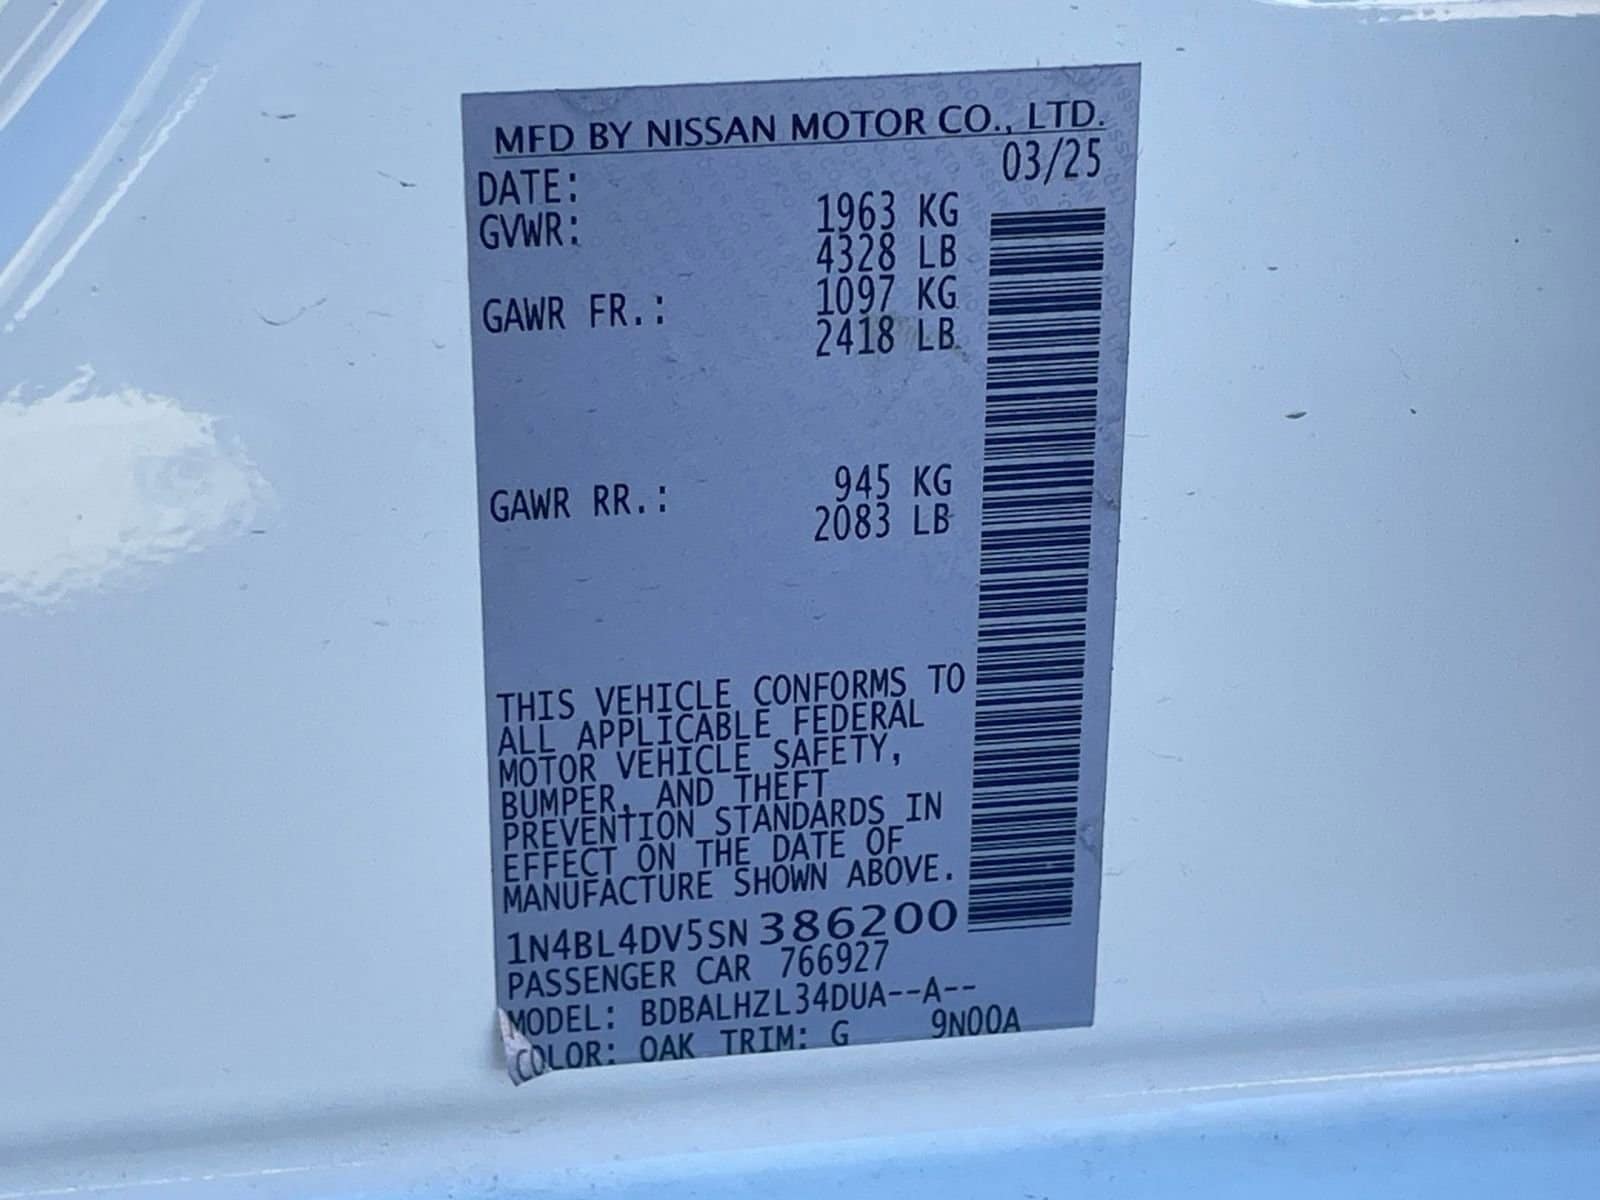 MFD BY NISSAN MOTOR CO., LTD.
DATE: 03/25
GVWR: 1963 KG
4328 LB
GAWR FR.: 1097 KG
2418 LB
GAWR RR.: 945 KG
2083 LB
THIS VEHICLE CONFORMS TO
ALL APPLICABLE FEDERAL
MOTOR VEHICLE SAFETY,
BUMPER, AND THEFT
PREVENTION STANDARDS IN
EFFECT ON THE DATE OF
MANUFACTURE SHOWN ABOVE.
1N4BL4DV5SN386200
PASSENGER CAR 766927
MODEL: BDBALHZL34DUA--A--
COLOR: QAK TRIM: G 9N00A